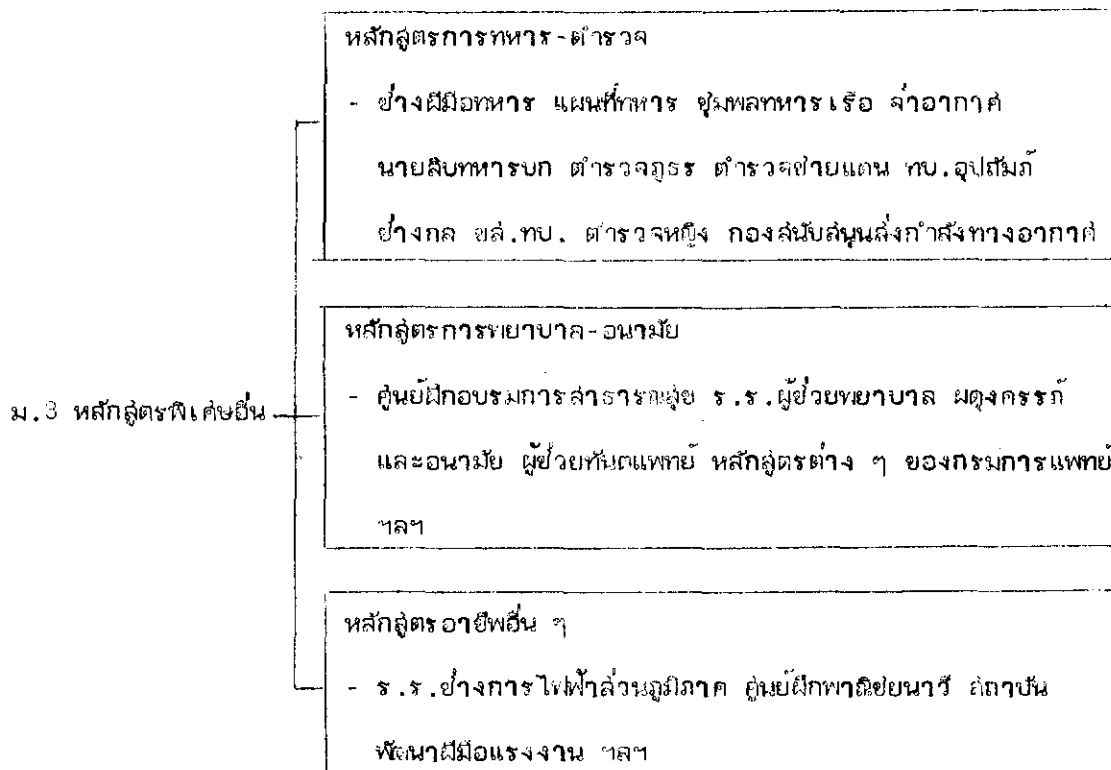 หลักสูตรการทหาร-ตำรวจ
- ช่างฝีมือทหาร แผนที่ทหาร ชุมพลทหารเรือ จ่าอากาศ
นายสิบทหารบก ตำรวจภูธร ตำรวจชายแดน ทบ.อุปถัมภ์
ช่างกล ขส.ทบ. ตำรวจหญิง กองสนับสนุนส่งกำลังทางอากาศ
หลักสูตรการพยาบาล-อนามัย
ม.3 หลักสูตรพิเศษอื่น
- ศูนย์ฝึกอบรมการสาธารณสุข ร.ร.ผู้ช่วยพยาบาล ผดุงครรภ์
และอนามัย ผู้ช่วยทันตแพทย์ หลักสูตรต่าง ๆ ของกรมการแพทย์
ฯลฯ
หลักสูตรอาชีพอื่น ๆ
- ร.ร.ช่างการไฟฟ้าส่วนภูมิภาค ศูนย์ฝึกพาณิชยนาวี สถาบัน
พัฒนาฝีมือแรงงาน ฯลฯ